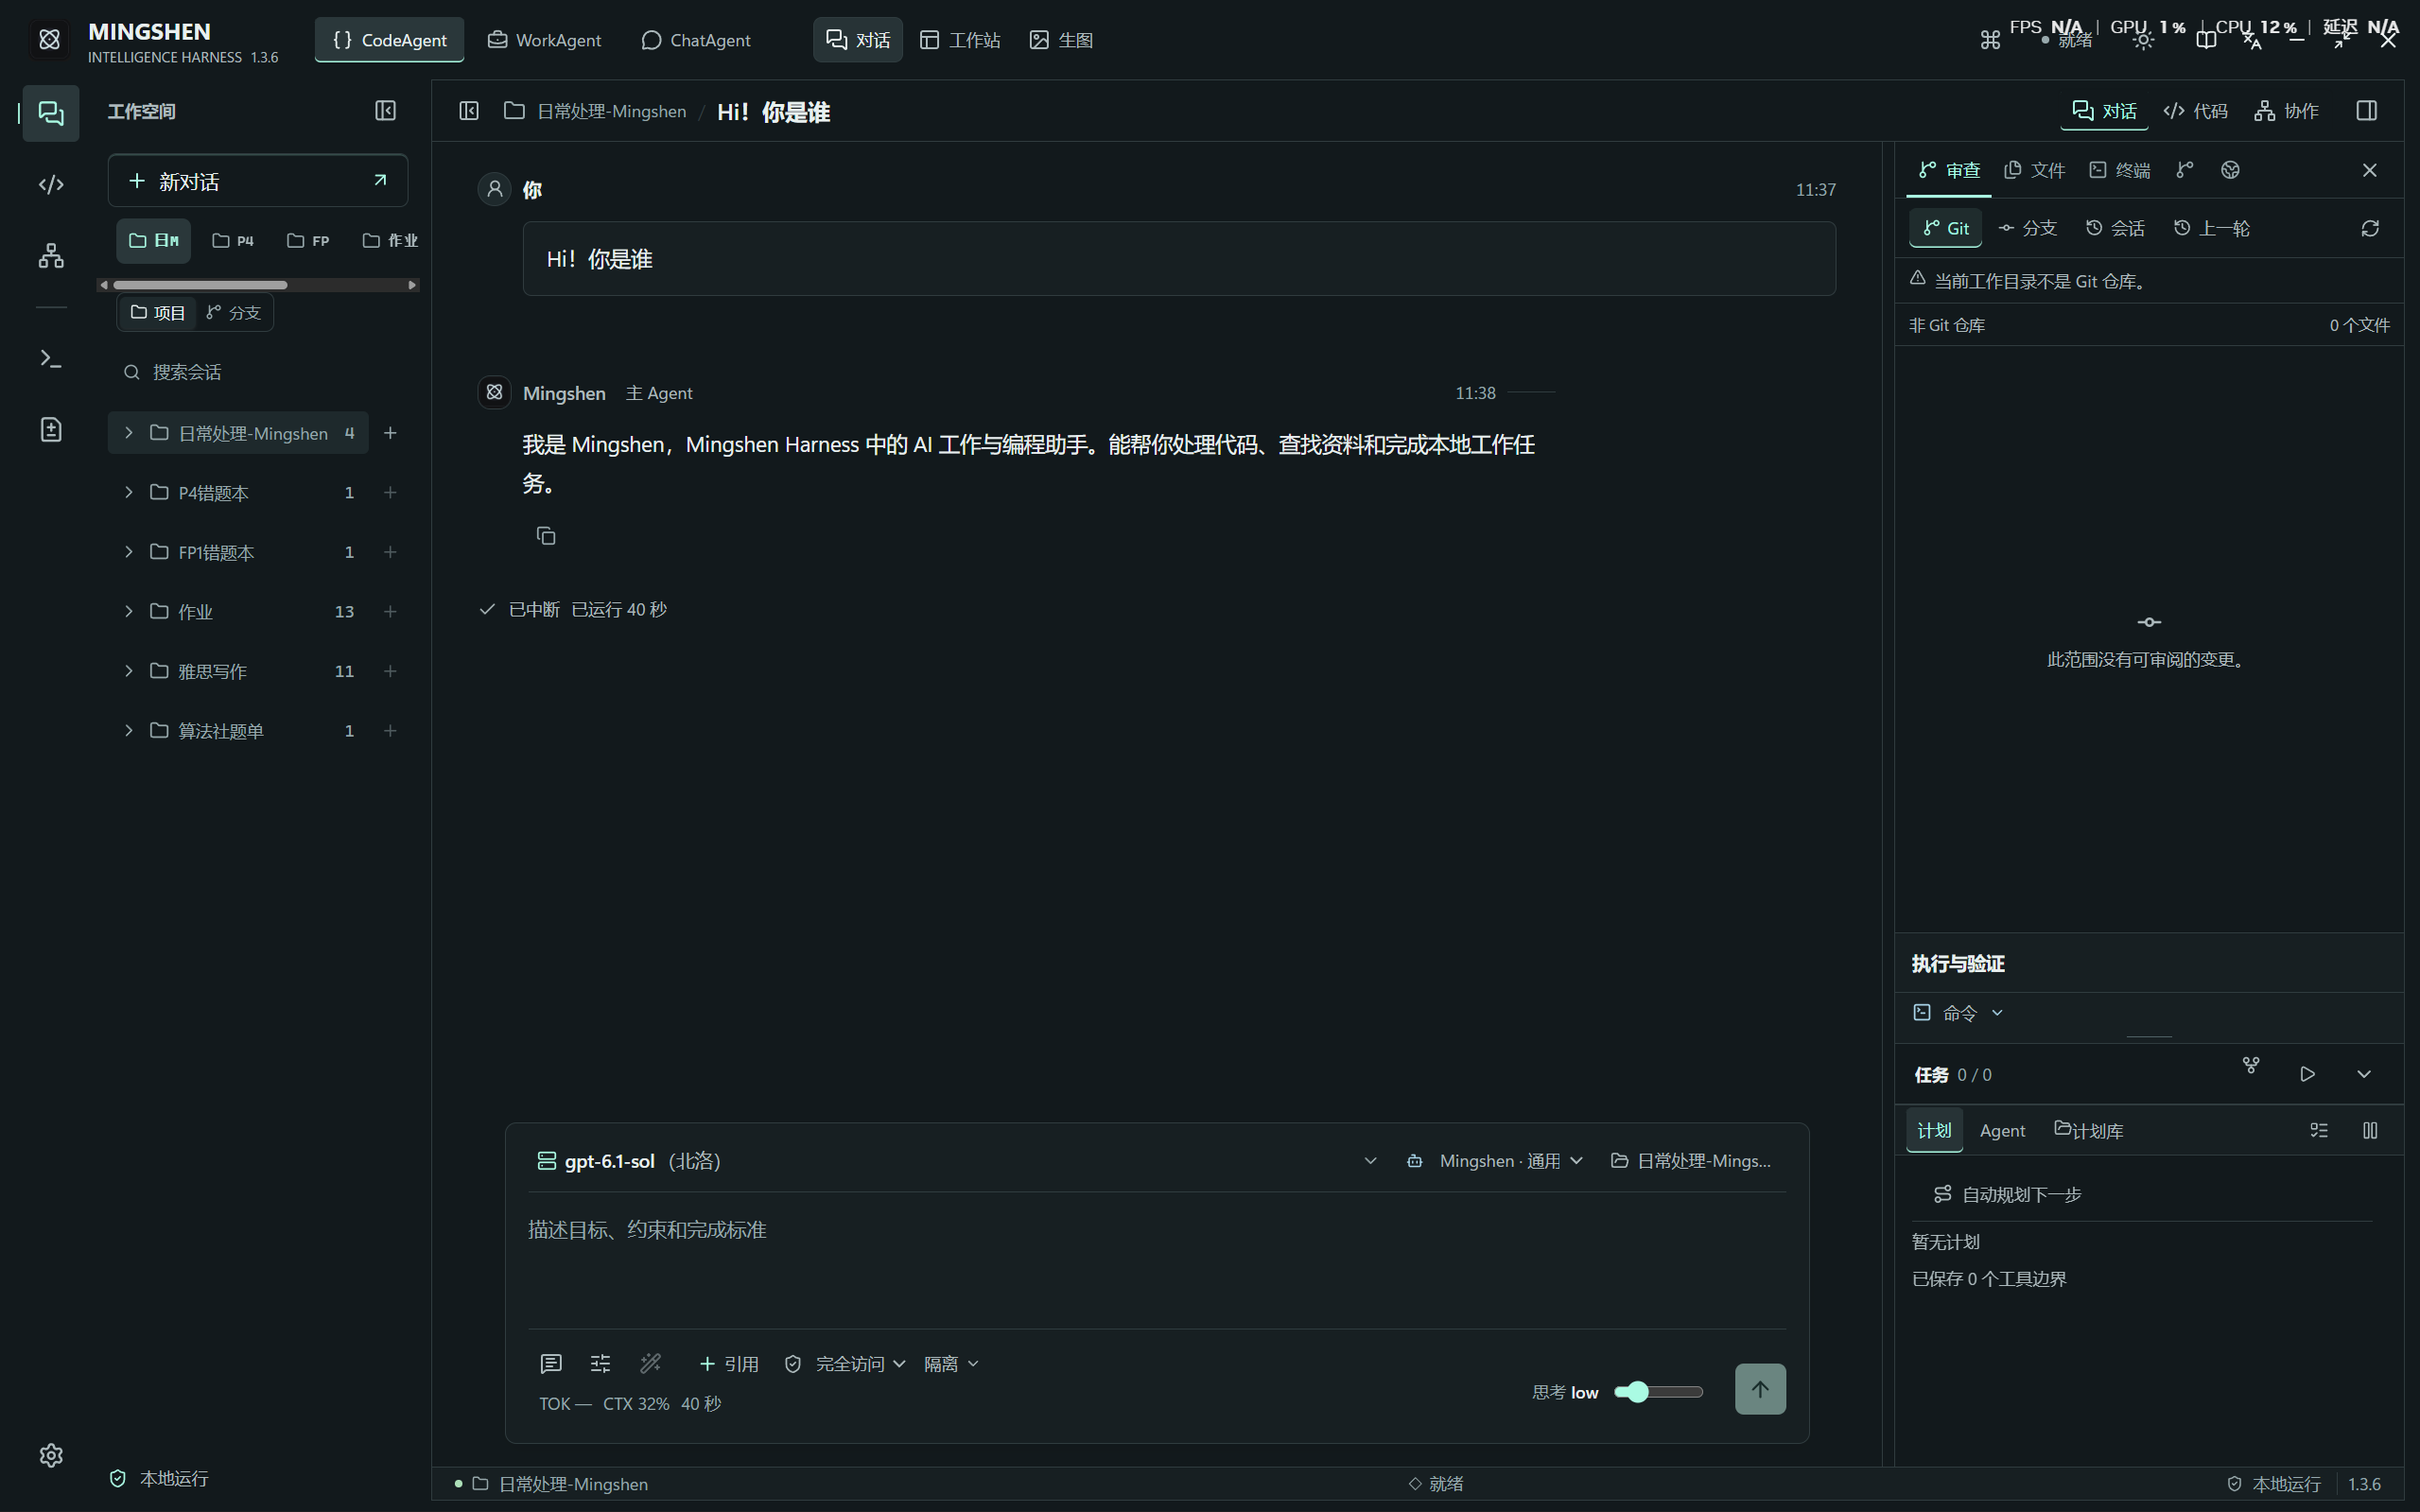 MINGSHEN
INTELLIGENCE HARNESS 1.3.6
{ } CodeAgent
WorkAgent
ChatAgent
对话
工作站
生图
FPS N/A | GPU 1% | CPU 12% | 延迟 N/A
就绪
工作空间
新对话
日M
P4
FP
作业
项目
分支
搜索会话
日常处理-Mingshen 4
P4错题本 1
FP1错题本 1
作业 13
雅思写作 11
算法社题单 1
本地运行
日常处理-Mingshen / Hi！你是谁
对话
代码
协作
你 11:37
Hi！你是谁
Mingshen 主 Agent 11:38
我是 Mingshen，Mingshen Harness 中的 AI 工作与编程助手。能帮你处理代码、查找资料和完成本地工作任
务。
已中断 已运行 40 秒
gpt-6.1-sol (北洛)
Mingshen · 通用
日常处理-Mings...
描述目标、约束和完成标准
引用
完全访问
隔离
TOK — CTX 32% 40 秒
思考 low
审查
文件
终端
Git
分支
会话
上一轮
当前工作目录不是 Git 仓库。
非 Git 仓库 0 个文件
此范围没有可审阅的变更。
执行与验证
命令
任务 0 / 0
计划
Agent
计划库
自动规划下一步
暂无计划
已保存 0 个工具边界
日常处理-Mingshen
就绪
本地运行 1.3.6